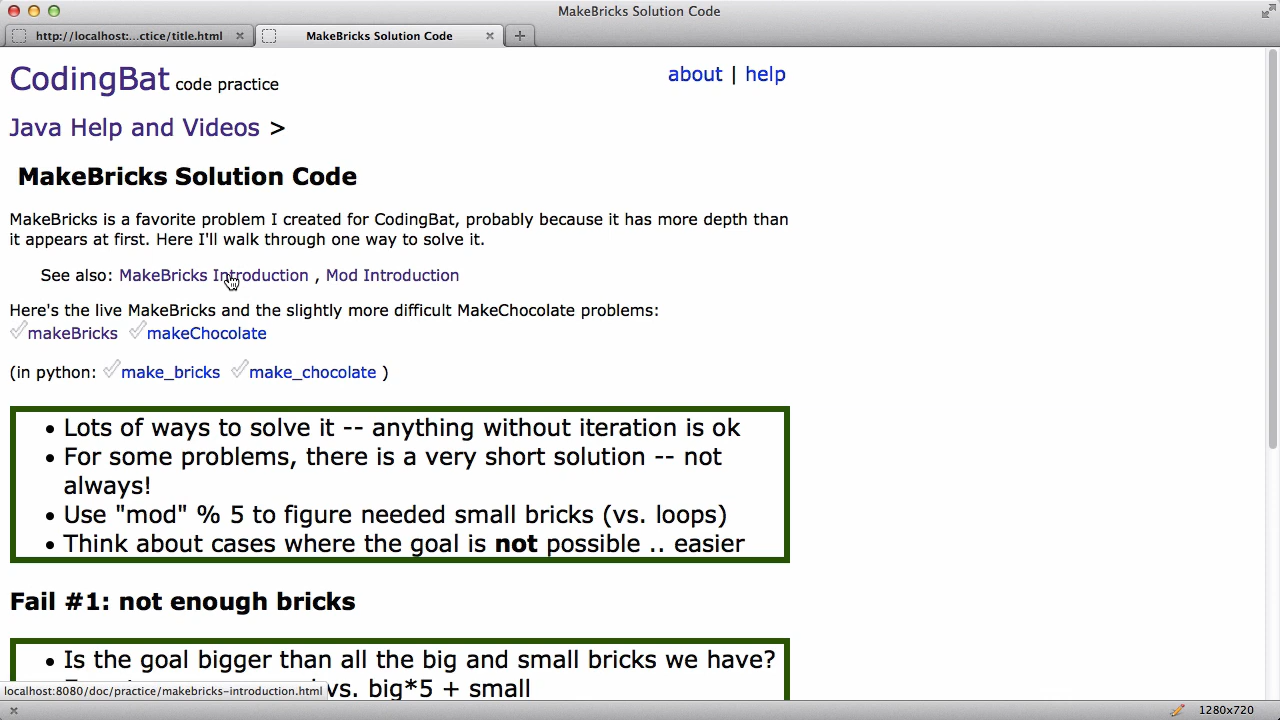 MakeBricks Solution Code
http://localhost:...ctice/title.html
MakeBricks Solution Code
CodingBat code practice
about | help
Java Help and Videos >
MakeBricks Solution Code
MakeBricks is a favorite problem I created for CodingBat, probably because it has more depth than
it appears at first. Here I'll walk through one way to solve it.
See also: MakeBricks Introduction , Mod Introduction
Here's the live MakeBricks and the slightly more difficult MakeChocolate problems:
makeBricks makeChocolate
(in python: make_bricks make_chocolate )
• Lots of ways to solve it -- anything without iteration is ok
• For some problems, there is a very short solution -- not
always!
• Use "mod" % 5 to figure needed small bricks (vs. loops)
• Think about cases where the goal is not possible .. easier
Fail #1: not enough bricks
• Is the goal bigger than all the big and small bricks we have?
vs. big*5 + small
localhost:8080/doc/practice/makebricks-introduction.html
1280x720